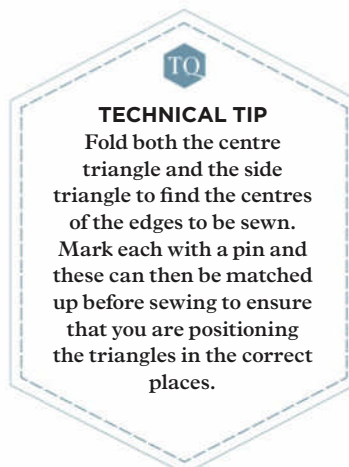 TQ
TECHNICAL TIP
Fold both the centre
triangle and the side
triangle to find the centres
of the edges to be sewn.
Mark each with a pin and
these can then be matched
up before sewing to ensure
that you are positioning
the triangles in the correct
places.